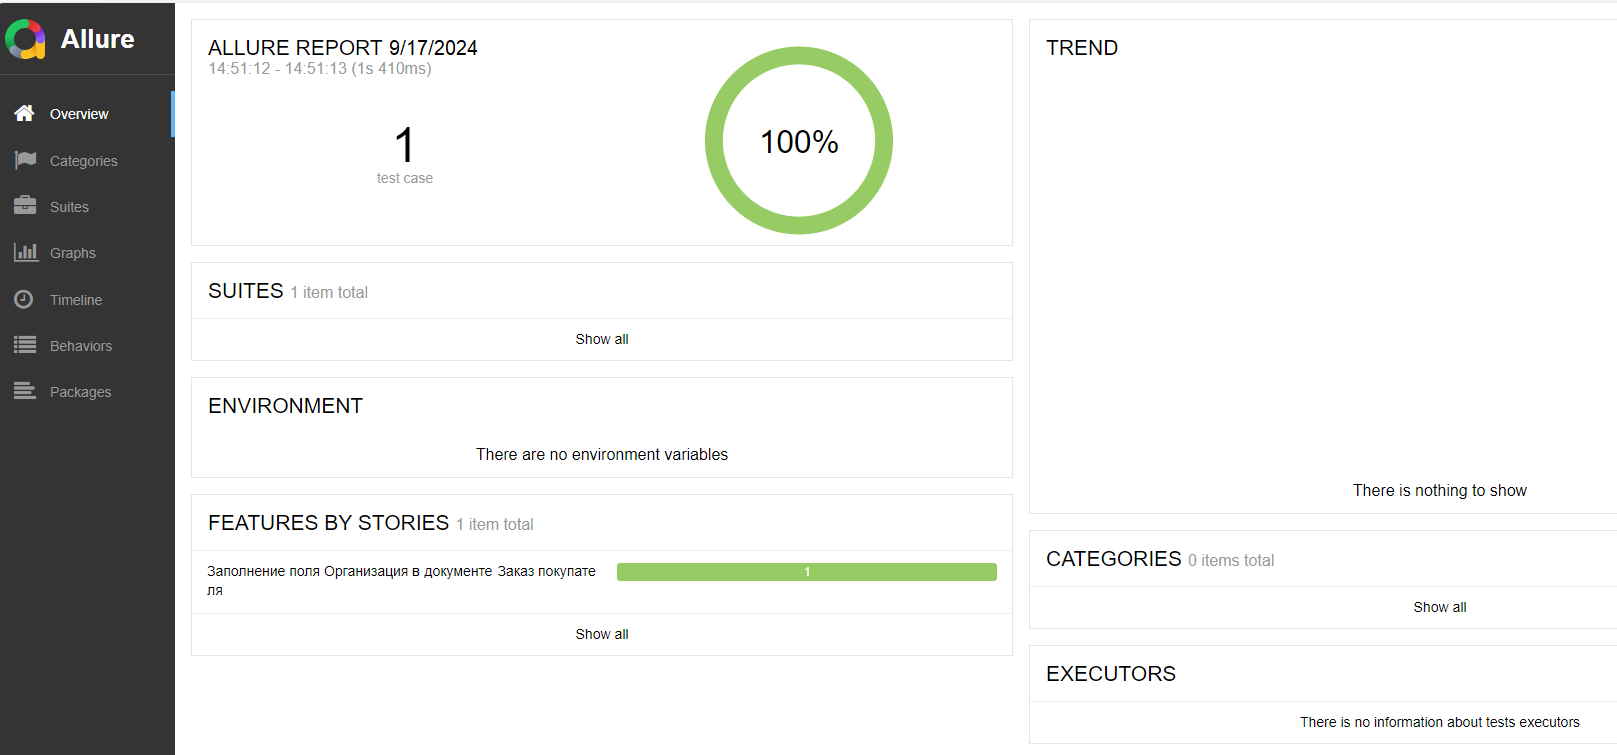 Allure
Overview
Categories
Suites
Graphs
Timeline
Behaviors
Packages
ALLURE REPORT 9/17/2024
14:51:12 - 14:51:13 (1s 410ms)
1
test case
100%
SUITES 1 item total
Show all
ENVIRONMENT
There are no environment variables
FEATURES BY STORIES 1 item total
Заполнение поля Организация в документе Заказ покупате
ля
1
Show all
TREND
There is nothing to show
CATEGORIES 0 items total
Show all
EXECUTORS
There is no information about tests executors